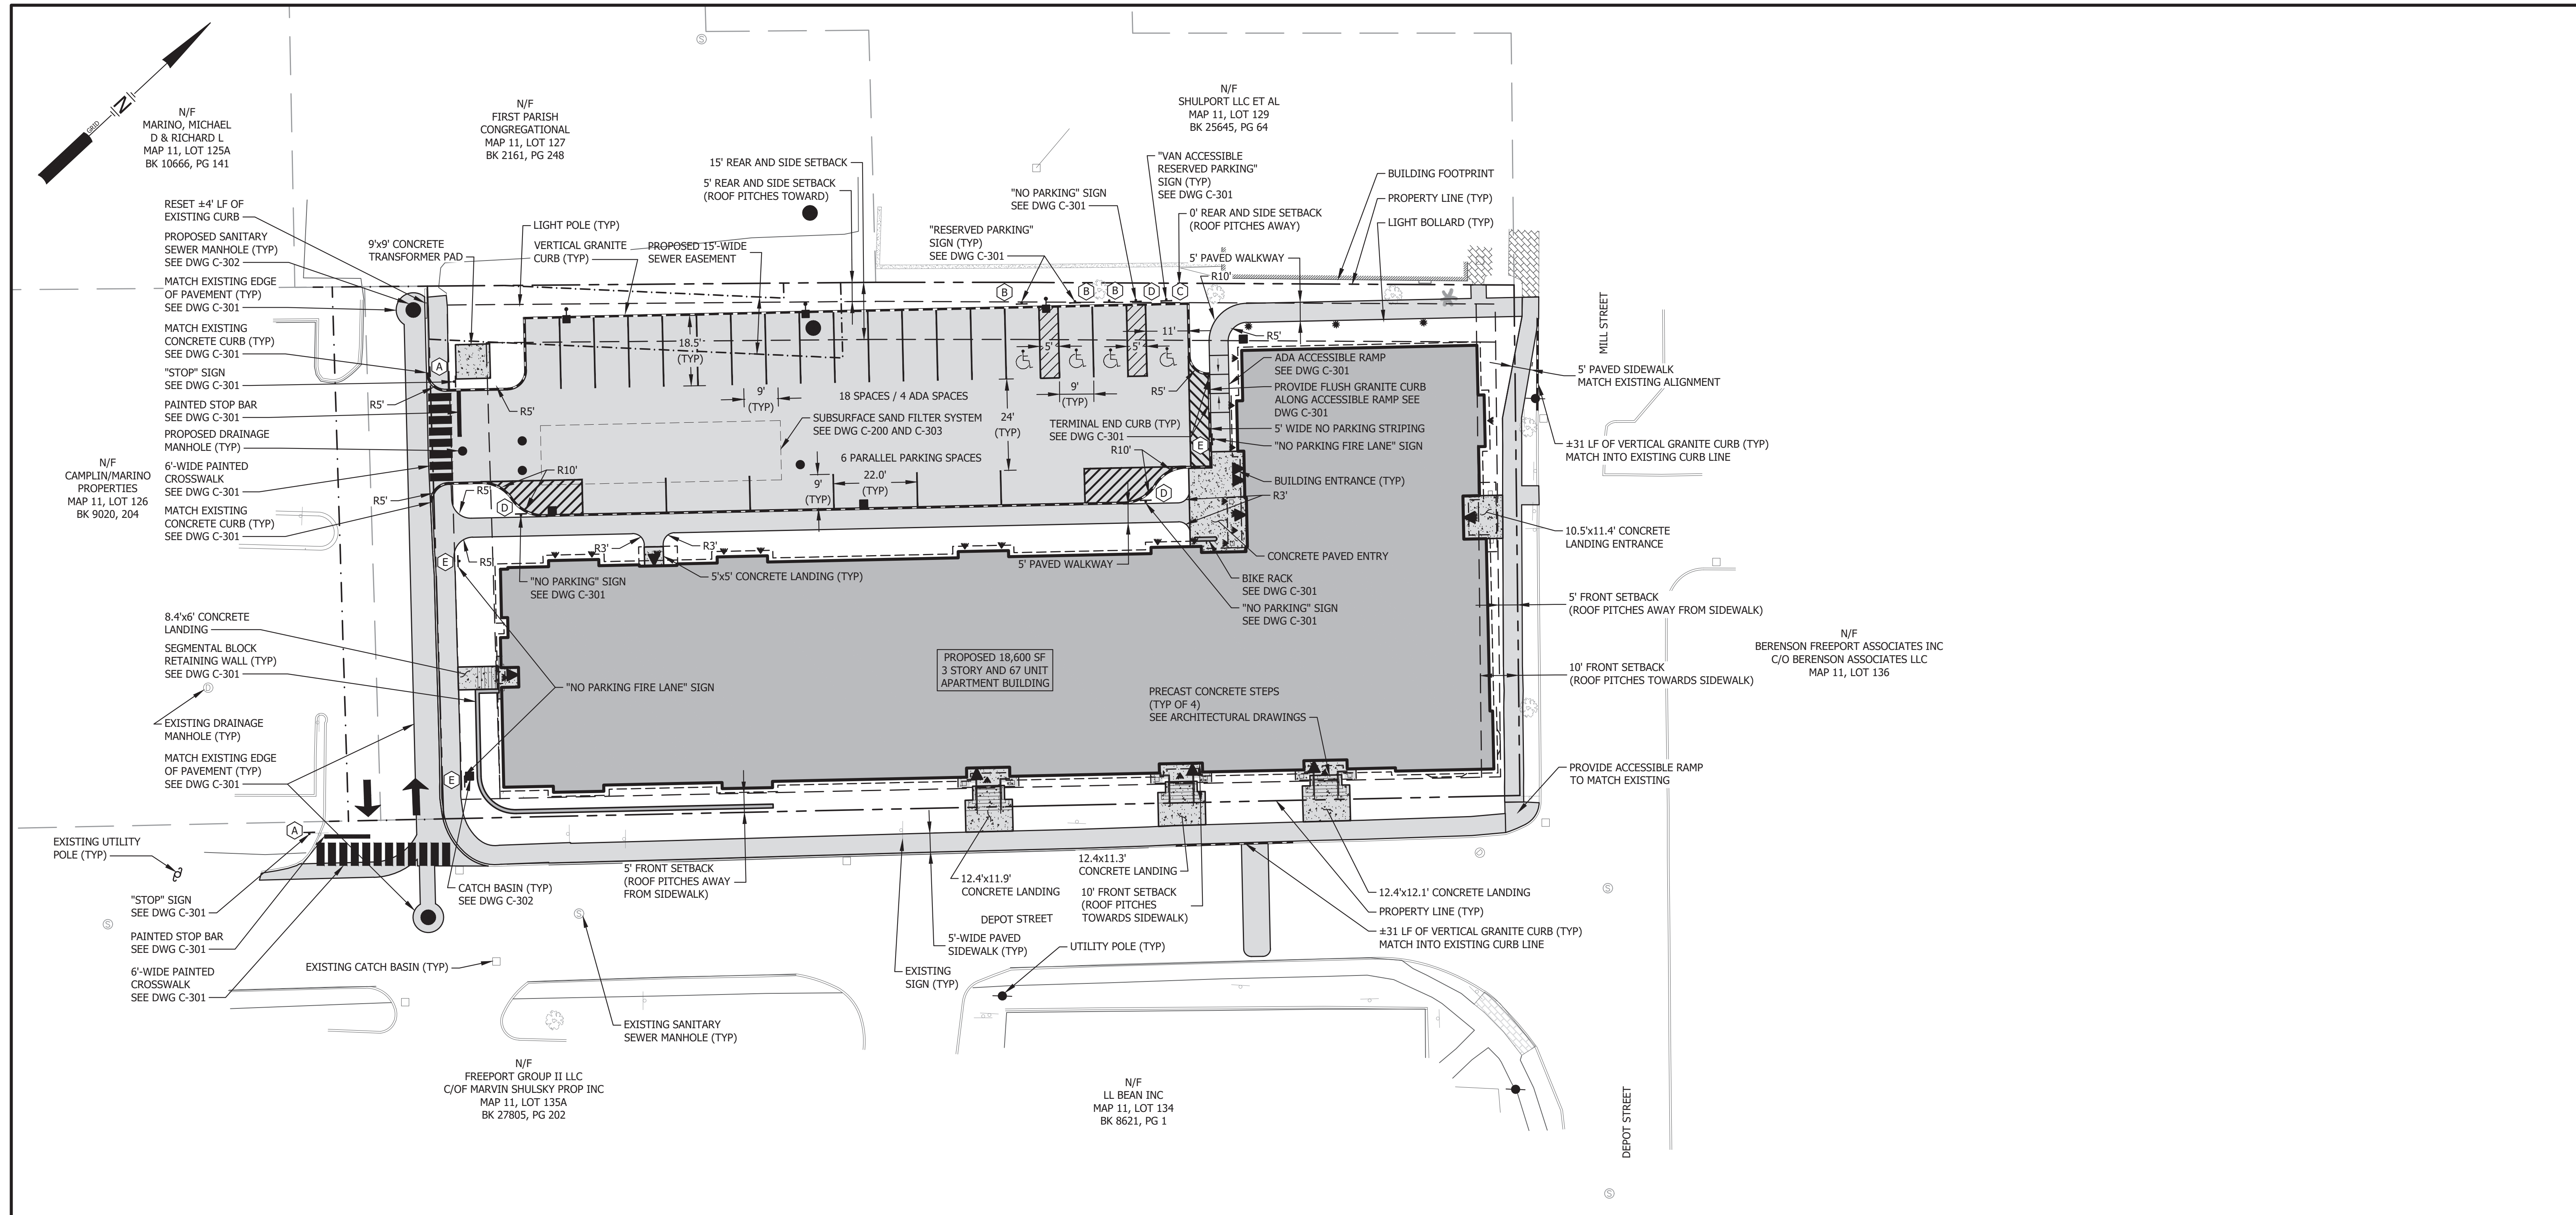 GRID
N
N/F
MARINO, MICHAEL
D & RICHARD L
MAP 11, LOT 125A
BK 10666, PG 141
N/F
FIRST PARISH
CONGREGATIONAL
MAP 11, LOT 127
BK 2161, PG 248
N/F
SHULPORT LLC ET AL
MAP 11, LOT 129
BK 25645, PG 64
S
15' REAR AND SIDE SETBACK
5' REAR AND SIDE SETBACK
(ROOF PITCHES TOWARD)
"VAN ACCESSIBLE
RESERVED PARKING"
SIGN (TYP)
SEE DWG C-301
"NO PARKING" SIGN
SEE DWG C-301
0' REAR AND SIDE SETBACK
(ROOF PITCHES AWAY)
BUILDING FOOTPRINT
PROPERTY LINE (TYP)
LIGHT BOLLARD (TYP)
RESET ±4' LF OF
EXISTING CURB
PROPOSED SANITARY
SEWER MANHOLE (TYP)
SEE DWG C-302
MATCH EXISTING EDGE
OF PAVEMENT (TYP)
SEE DWG C-301
MATCH EXISTING
CONCRETE CURB (TYP)
SEE DWG C-301
"STOP" SIGN
SEE DWG C-301
PAINTED STOP BAR
SEE DWG C-301
PROPOSED DRAINAGE
MANHOLE (TYP)
6'-WIDE PAINTED
CROSSWALK
SEE DWG C-301
MATCH EXISTING
CONCRETE CURB (TYP)
SEE DWG C-301
9'x9' CONCRETE
TRANSFORMER PAD
LIGHT POLE (TYP)
VERTICAL GRANITE
CURB (TYP)
PROPOSED 15'-WIDE
SEWER EASEMENT
"RESERVED PARKING"
SIGN (TYP)
SEE DWG C-301
5' PAVED WALKWAY
R10'
B
B
B
D
C
R5'
11'
5'
5'
18.5'
(TYP)
9'
(TYP)
18 SPACES / 4 ADA SPACES
9'
(TYP)
24'
(TYP)
R5'
A
R5'
R5'
SUBSURFACE SAND FILTER SYSTEM
SEE DWG C-200 AND C-303
TERMINAL END CURB (TYP)
SEE DWG C-301
R10'
6 PARALLEL PARKING SPACES
9'
(TYP)
22.0'
(TYP)
R10'
R5'
R5'
D
D
E
ADA ACCESSIBLE RAMP
SEE DWG C-301
PROVIDE FLUSH GRANITE CURB
ALONG ACCESSIBLE RAMP SEE
DWG C-301
5' WIDE NO PARKING STRIPING
"NO PARKING FIRE LANE" SIGN
BUILDING ENTRANCE (TYP)
R3'
CONCRETE PAVED ENTRY
BIKE RACK
SEE DWG C-301
"NO PARKING" SIGN
SEE DWG C-301
5' PAVED WALKWAY
MILL STREET
5' PAVED SIDEWALK
MATCH EXISTING ALIGNMENT
±31 LF OF VERTICAL GRANITE CURB (TYP)
MATCH INTO EXISTING CURB LINE
10.5'x11.4' CONCRETE
LANDING ENTRANCE
5' FRONT SETBACK
(ROOF PITCHES AWAY FROM SIDEWALK)
10' FRONT SETBACK
(ROOF PITCHES TOWARDS SIDEWALK)
N/F
BERENSON FREEPORT ASSOCIATES INC
C/O BERENSON ASSOCIATES LLC
MAP 11, LOT 136
PROVIDE ACCESSIBLE RAMP
TO MATCH EXISTING
N/F
CAMPLIN/MARINO
PROPERTIES
MAP 11, LOT 126
BK 9020, 204
E
R5'
R3'
R3'
"NO PARKING" SIGN
SEE DWG C-301
5'x5' CONCRETE LANDING (TYP)
8.4'x6' CONCRETE
LANDING
SEGMENTAL BLOCK
RETAINING WALL (TYP)
SEE DWG C-301
D
EXISTING DRAINAGE
MANHOLE (TYP)
MATCH EXISTING EDGE
OF PAVEMENT (TYP)
SEE DWG C-301
"NO PARKING FIRE LANE" SIGN
PROPOSED 18,600 SF
3 STORY AND 67 UNIT
APARTMENT BUILDING
PRECAST CONCRETE STEPS
(TYP OF 4)
SEE ARCHITECTURAL DRAWINGS
E
A
EXISTING UTILITY
POLE (TYP)
"STOP" SIGN
SEE DWG C-301
PAINTED STOP BAR
SEE DWG C-301
6'-WIDE PAINTED
CROSSWALK
SEE DWG C-301
S
CATCH BASIN (TYP)
SEE DWG C-302
S
EXISTING CATCH BASIN (TYP)
5' FRONT SETBACK
(ROOF PITCHES AWAY
FROM SIDEWALK)
12.4'x11.9'
CONCRETE LANDING
12.4x11.3'
CONCRETE LANDING
10' FRONT SETBACK
(ROOF PITCHES
TOWARDS SIDEWALK)
DEPOT STREET
5'-WIDE PAVED
SIDEWALK (TYP)
UTILITY POLE (TYP)
EXISTING
SIGN (TYP)
12.4'x12.1' CONCRETE LANDING
PROPERTY LINE (TYP)
±31 LF OF VERTICAL GRANITE CURB (TYP)
MATCH INTO EXISTING CURB LINE
S
EXISTING SANITARY
SEWER MANHOLE (TYP)
N/F
FREEPORT GROUP II LLC
C/OF MARVIN SHULSKY PROP INC
MAP 11, LOT 135A
BK 27805, PG 202
N/F
LL BEAN INC
MAP 11, LOT 134
BK 8621, PG 1
DEPOT STREET
S